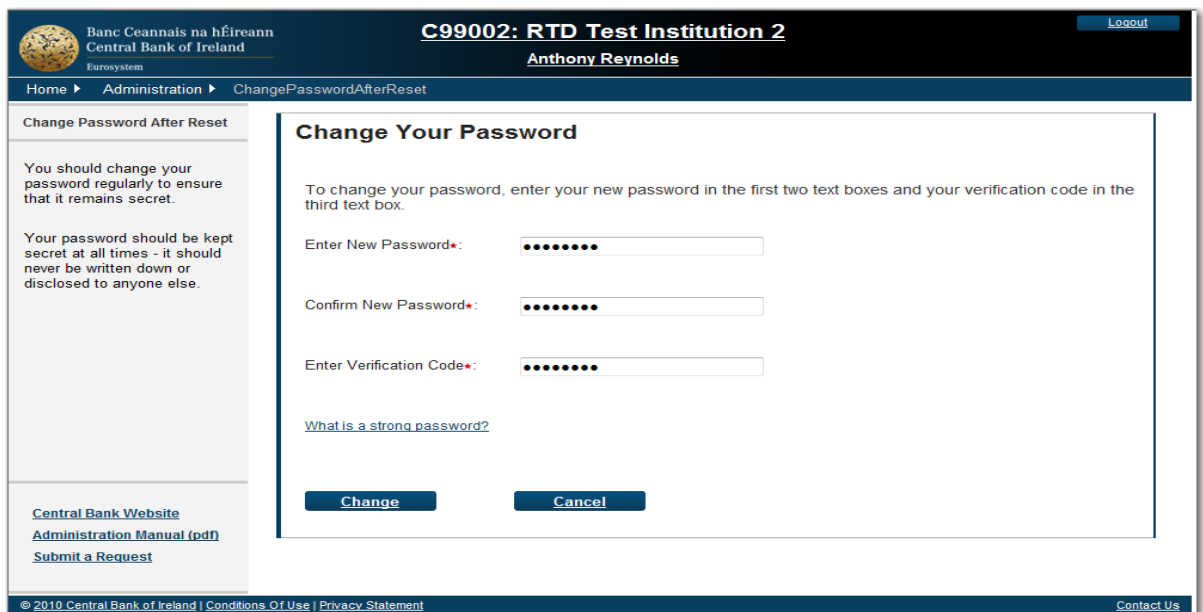 Banc Ceannais na hÉireann
Central Bank of Ireland
Eurosystem
C99002: RTD Test Institution 2
Anthony Reynolds
Logout
Home ▶ Administration ▶ ChangePasswordAfterReset
Change Password After Reset
You should change your
password regularly to ensure
that it remains secret.
Your password should be kept
secret at all times - it should
never be written down or
disclosed to anyone else.
Central Bank Website
Administration Manual (pdf)
Submit a Request
Change Your Password
To change your password, enter your new password in the first two text boxes and your verification code in the
third text box.
Enter New Password★: ●●●●●●●●
Confirm New Password★: ●●●●●●●●
Enter Verification Code★: ●●●●●●●●
What is a strong password?
Change Cancel
© 2010 Central Bank of Ireland | Conditions Of Use | Privacy Statement Contact Us